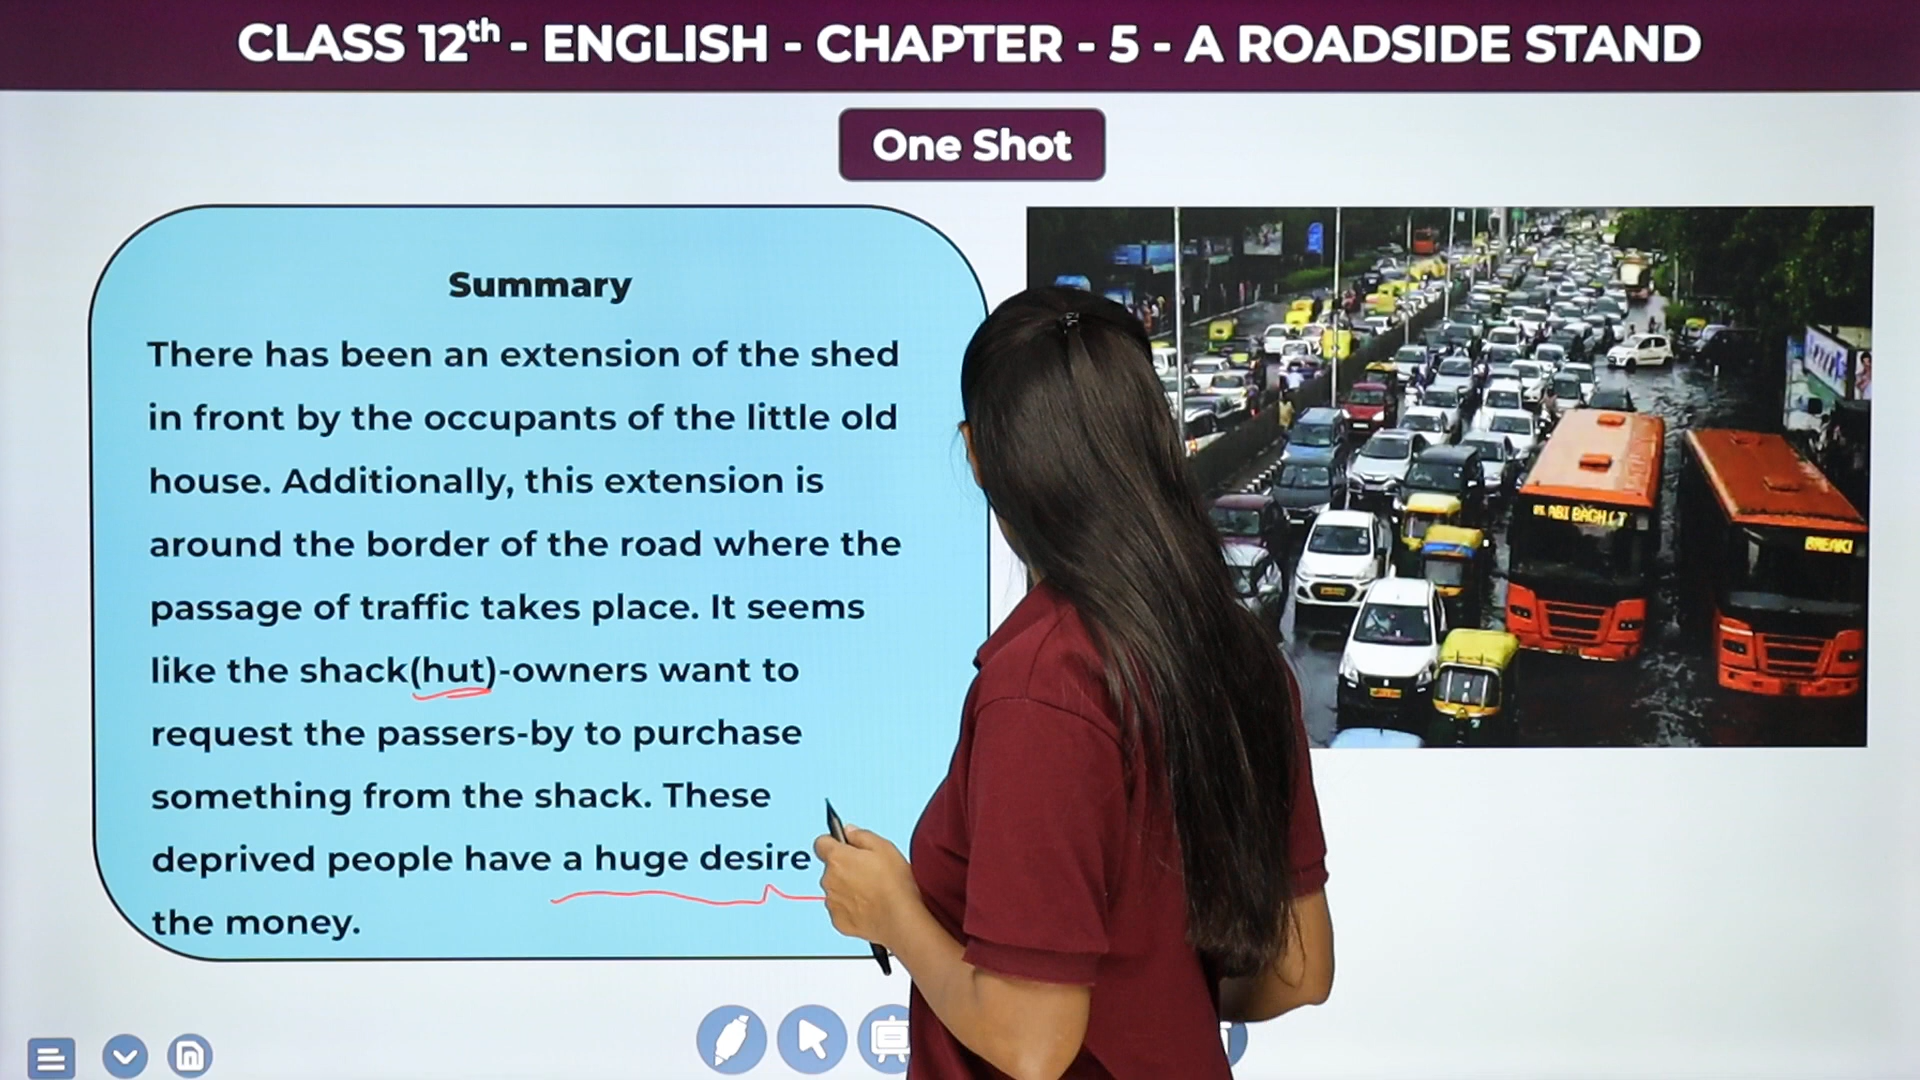 CLASS 12th - ENGLISH - CHAPTER - 5 - A ROADSIDE STAND
One Shot
Summary
There has been an extension of the shed
in front by the occupants of the little old
house. Additionally, this extension is
around the border of the road where the
passage of traffic takes place. It seems
like the shack(hut)-owners want to
request the passers-by to purchase
something from the shack. These
deprived people have a huge desire
the money.